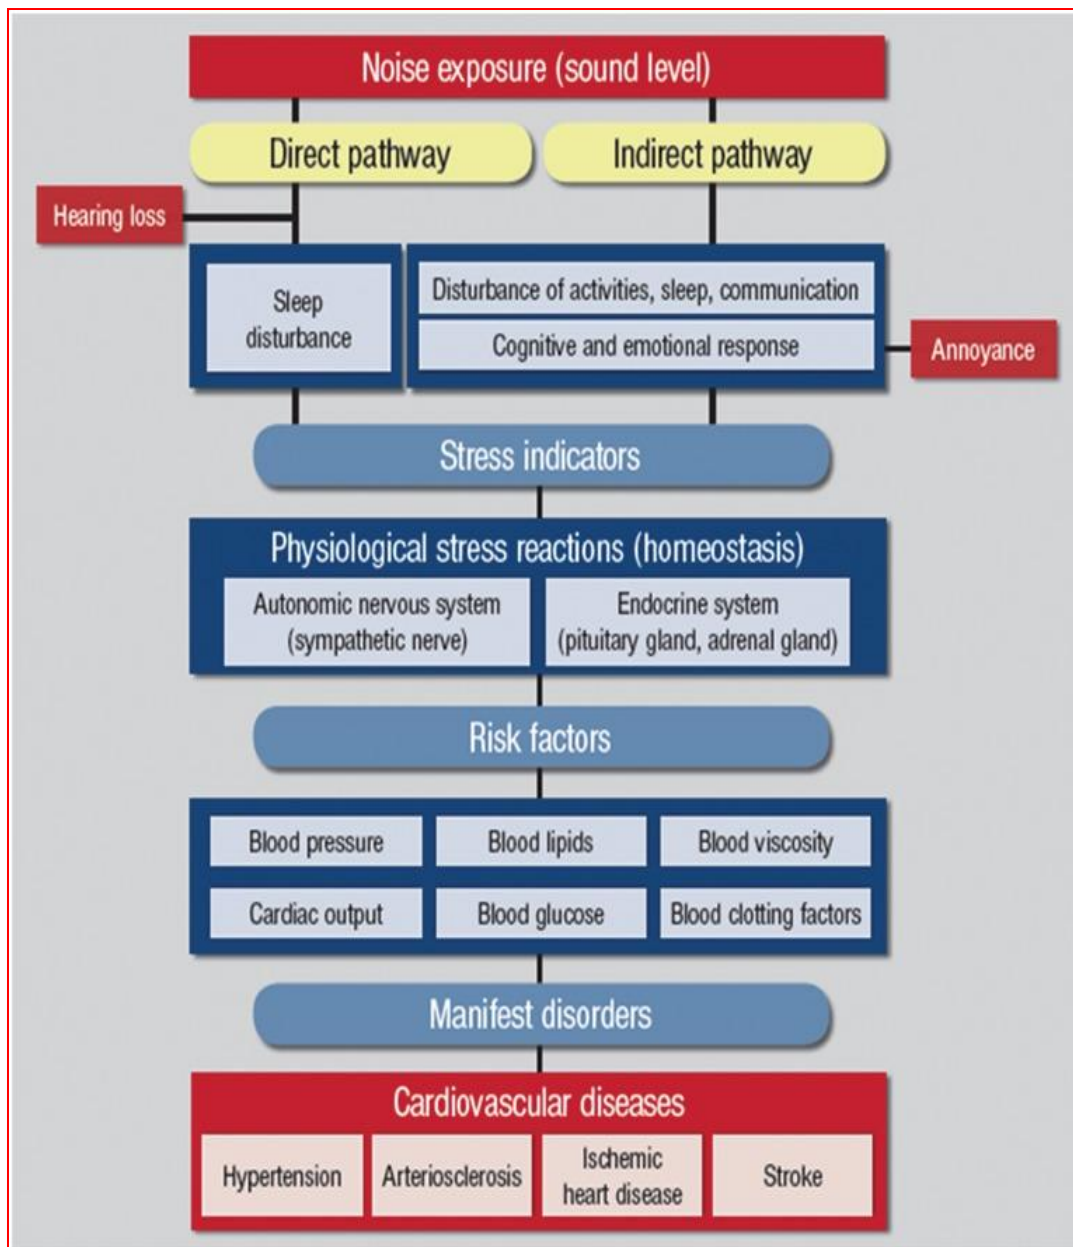 Noise exposure (sound level)
Direct pathway
Indirect pathway
Hearing loss
Sleep
disturbance
Disturbance of activities, sleep, communication
Cognitive and emotional response
Annoyance
Stress indicators
Physiological stress reactions (homeostasis)
Autonomic nervous system
(sympathetic nerve)
Endocrine system
(pituitary gland, adrenal gland)
Risk factors
Blood pressure
Blood lipids
Blood viscosity
Cardiac output
Blood glucose
Blood clotting factors
Manifest disorders
Cardiovascular diseases
Hypertension
Arteriosclerosis
Ischemic
heart disease
Stroke